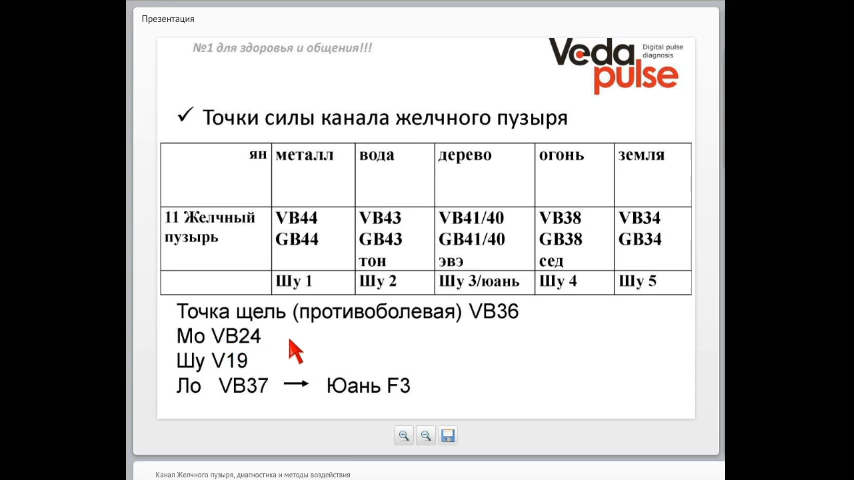 Презентация
№1 для здоровья и общения!!!
Veda Digital pulse
diagnosis
pulse
✓ Точки силы канала желчного пузыря
ян металл вода дерево огонь земля
11 Желчный VB44 VB43 VB41/40 VB38 VB34
пузырь GB44 GB43 GB41/40 GB38 GB34
тон эвэ сед
Шу 1 Шу 2 Шу 3/юань Шу 4 Шу 5
Точка щель (противоболевая) VB36
Мо VB24
Шу V19
Ло VB37 → Юань F3
Канал Желчного пузыря, диагностика и методы воздействия